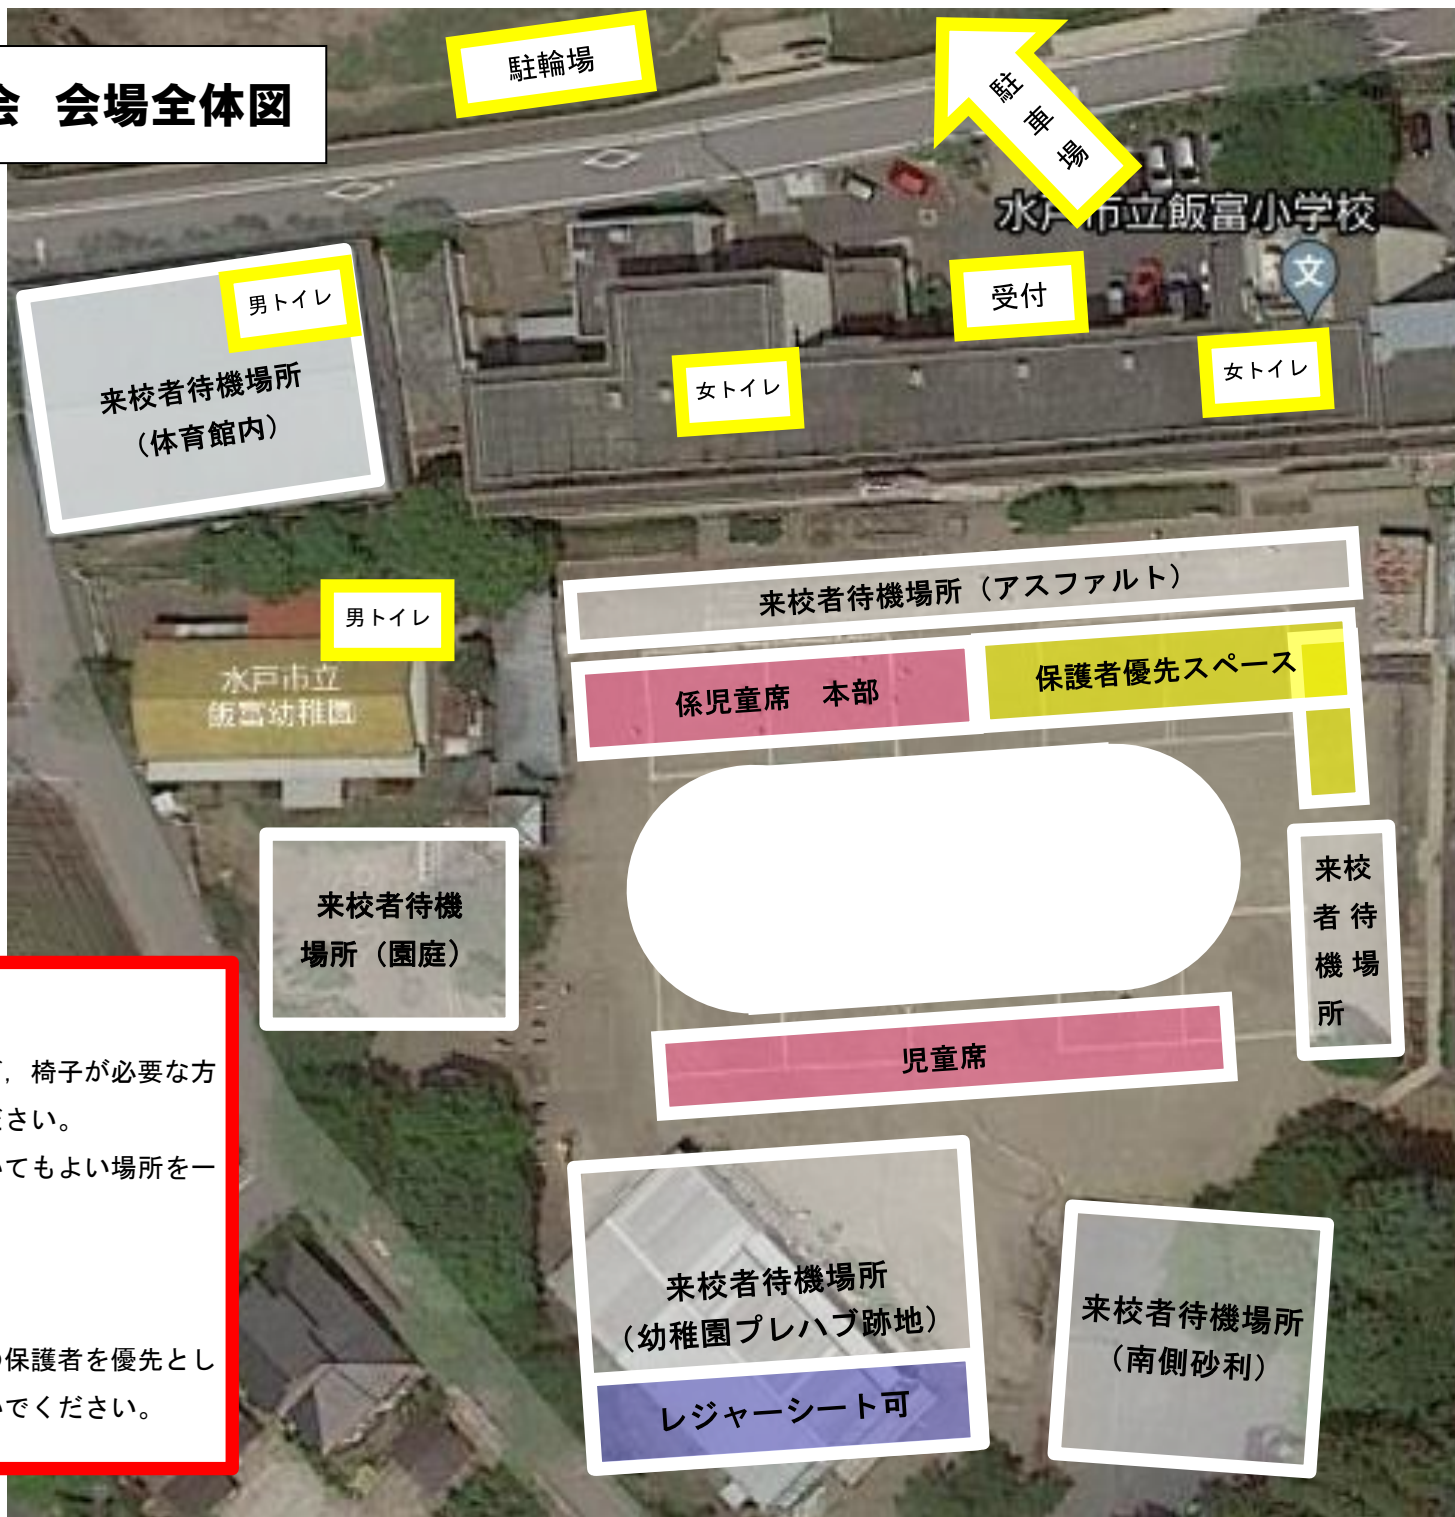 会 会場全体図
駐輪場
駐車場
水戸市立飯富小学校
文
受付
男トイレ
来校者待機場所
（体育館内）
女トイレ
女トイレ
来校者待機場所（アスファルト）
男トイレ
水戸市立
飯富幼稚園
係児童席 本部
保護者優先スペース
来校者待機
場所（園庭）
来校
者待
機場
所
児童席
，椅子が必要な方
ださい。
いてもよい場所を一
の保護者を優先とし
いでください。
来校者待機場所
（幼稚園プレハブ跡地）
レジャーシート可
来校者待機場所
（南側砂利）